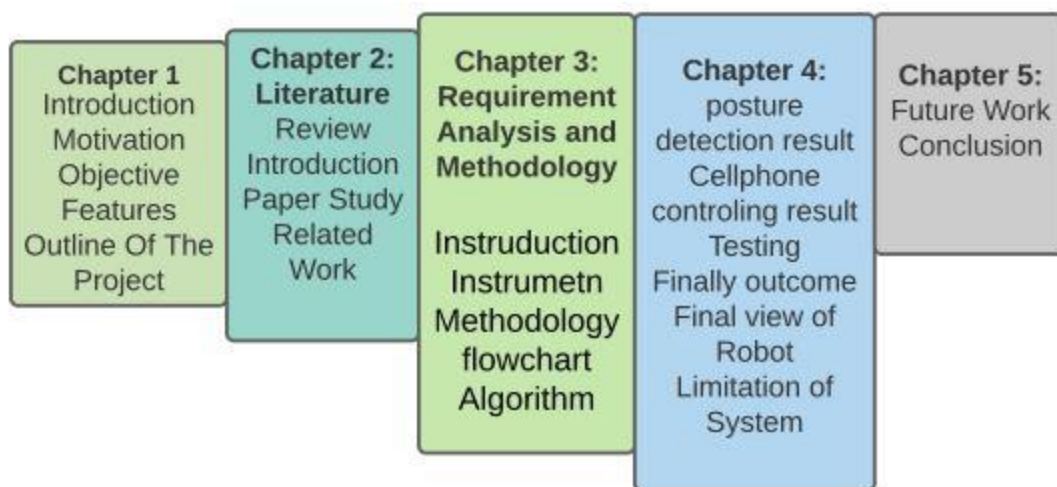 Chapter 1
Introduction
Motivation
Objective
Features
Outline Of The
Project
Chapter 2:
Literature
Review
Introduction
Paper Study
Related
Work
Chapter 3:
Requirement
Analysis and
Methodology
Instruduction
Instrumetn
Methodology
flowchart
Algorithm
Chapter 4:
posture
detection result
Cellphone
controling result
Testing
Finally outcome
Final view of
Robot
Limitation of
System
Chapter 5:
Future Work
Conclusion